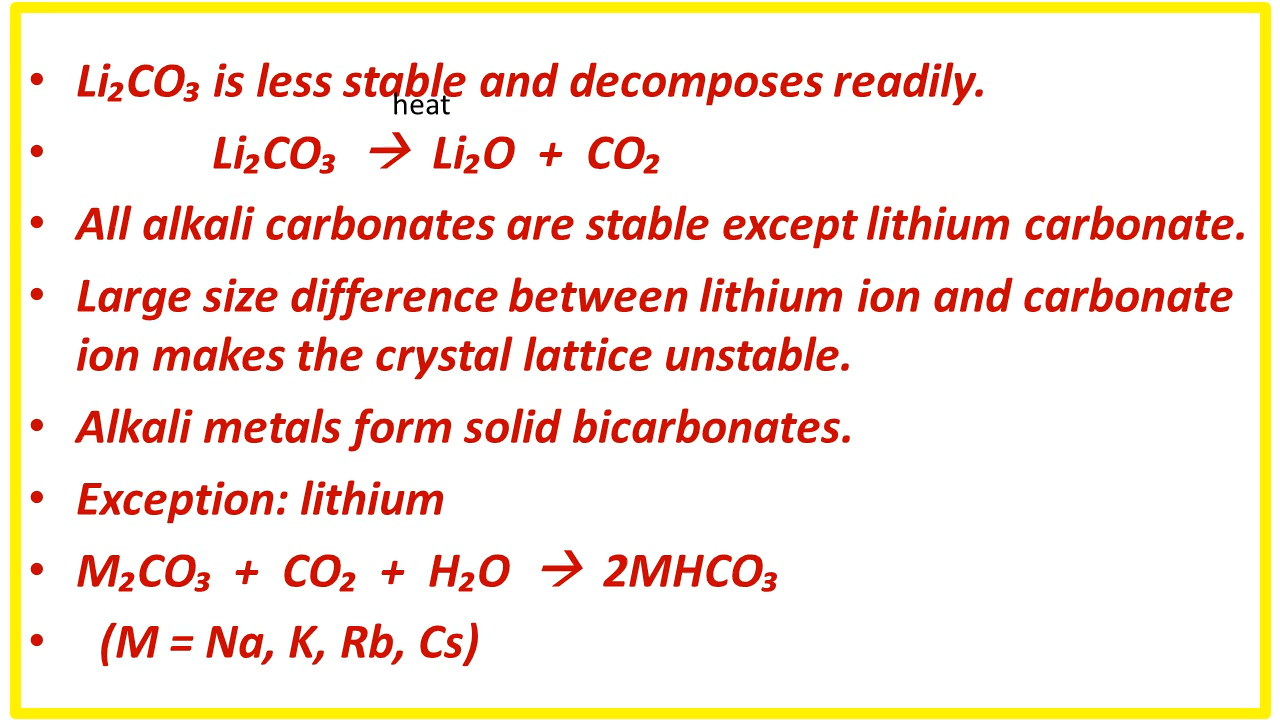 • Li₂CO₃ is less stable and decomposes readily.
heat
• Li₂CO₃ → Li₂O + CO₂
• All alkali carbonates are stable except lithium carbonate.
• Large size difference between lithium ion and carbonate
ion makes the crystal lattice unstable.
• Alkali metals form solid bicarbonates.
• Exception: lithium
• M₂CO₃ + CO₂ + H₂O → 2MHCO₃
• (M = Na, K, Rb, Cs)